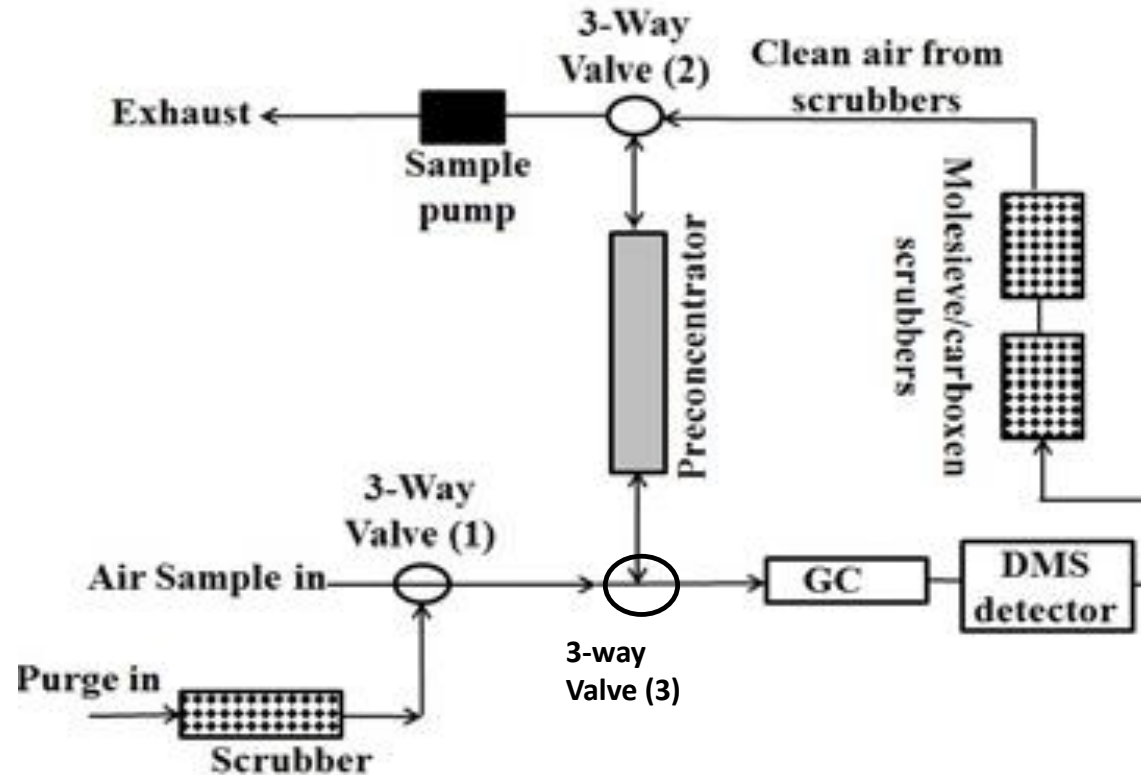 3-Way
Valve (2)
Clean air from
scrubbers
Exhaust
Sample
pump
Preconcentrator
Molesieve/carboxen
scrubbers
3-Way
Valve (1)
Air Sample in
GC
DMS
detector
3-way
Valve (3)
Purge in
Scrubber